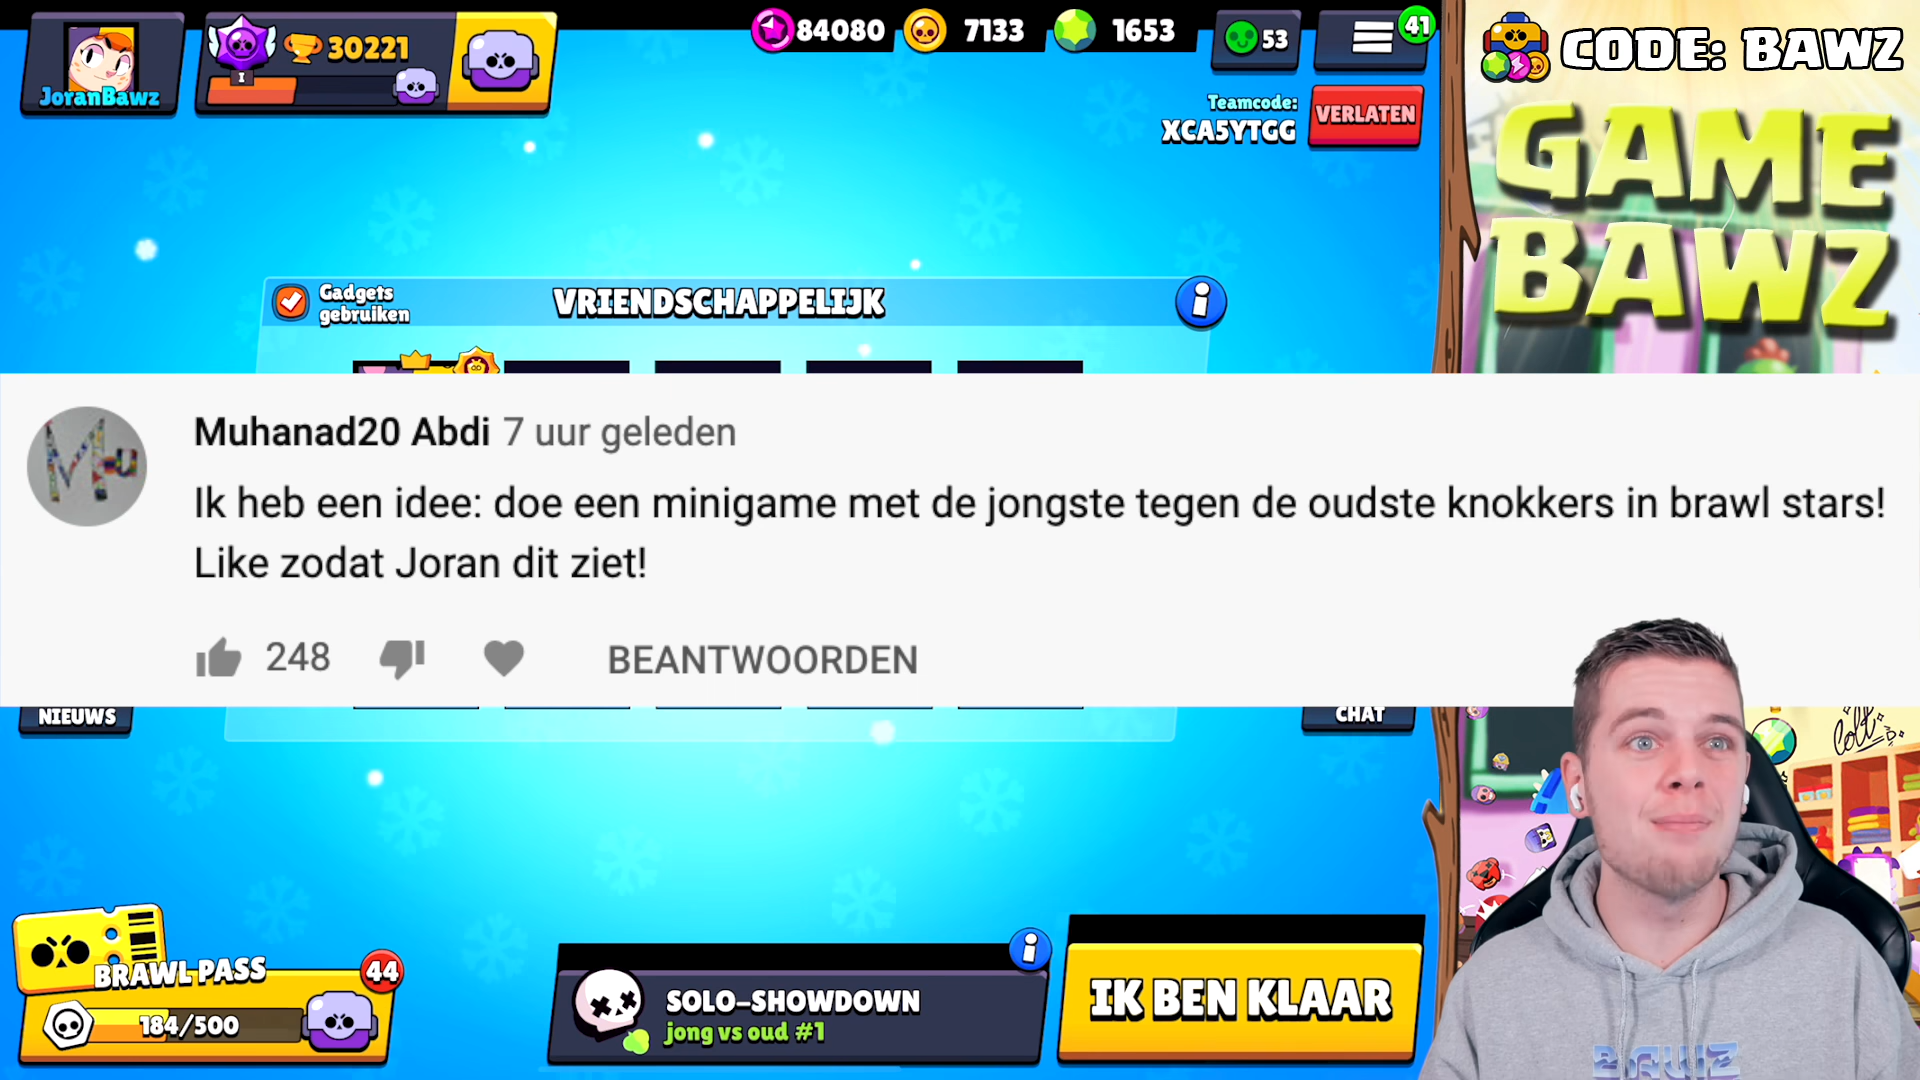 JoranBawz
I
30221
84080
7133
1653
53
41
CODE: BAWZ
Teamcode:
XCA5YTGG
VERLATEN
GAME
BAWZ
Gadgets
gebruiken
VRIENDSCHAPPELIJK
i
Muhanad20 Abdi 7 uur geleden
Ik heb een idee: doe een minigame met de jongste tegen de oudste knokkers in brawl stars!
Like zodat Joran dit ziet!
248
BEANTWOORDEN
NIEUWS
CHAT
Colt
BRAWL PASS
44
184/500
i
SOLO-SHOWDOWN
jong vs oud #1
IK BEN KLAAR
BAWZ